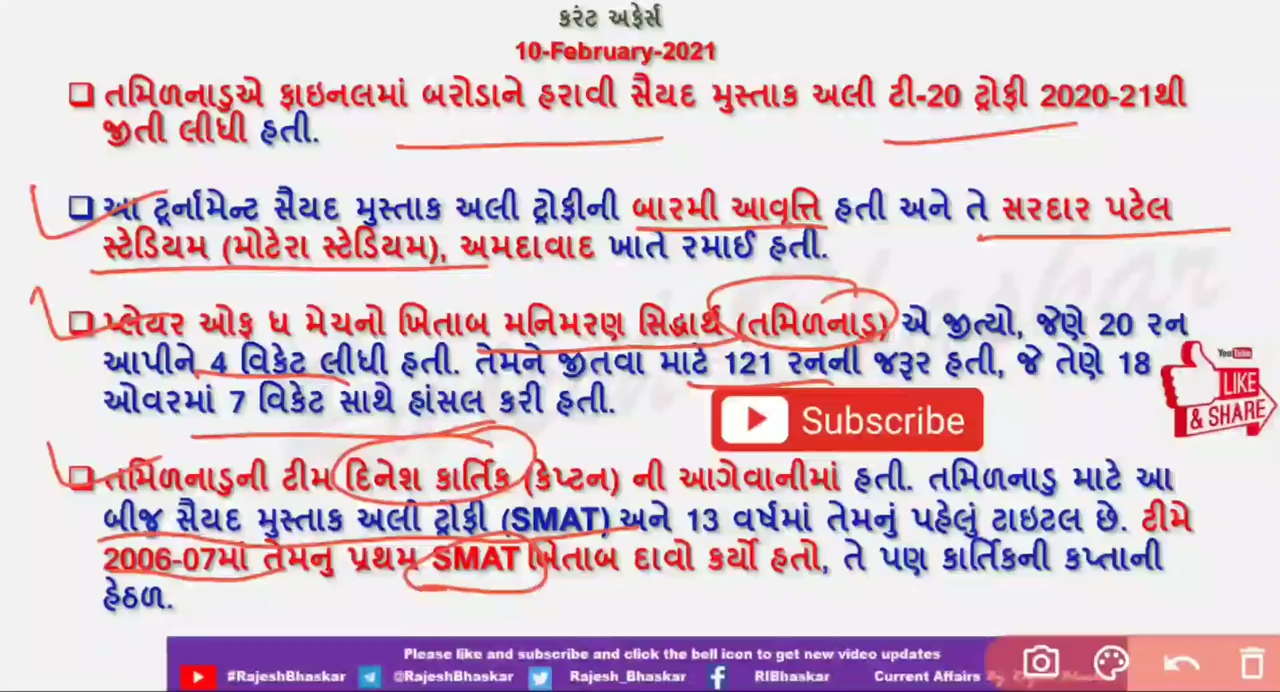 કરંટ અફેર્સ
10-February-2021
❑ તમિળનાડુએ ફાઇનલમાં બરોડાને હરાવી સૈયદ મુસ્તાક અલી ટી-20 ટ્રોફી 2020-21થી
જીતી લીધી હતી.
❑ આ ટૂર્નામેન્ટ સૈયદ મુસ્તાક અલી ટ્રોફીની બારમી આવૃત્તિ હતી અને તે સરદાર પટેલ
સ્ટેડિયમ (મોટેરા સ્ટેડિયમ), અમદાવાદ ખાતે રમાઈ હતી.
❑ પ્લેયર ઓફ ધ મેચનો ખિતાબ મનિમરણ સિદ્ધાર્થ (તમિળનાડુ) એ જીત્યો, જેણે 20 રન
આપીને 4 વિકેટ લીધી હતી. તેમને જીતવા માટે 121 રનની જરૂર હતી, જે તેણે 18
ઓવરમાં 7 વિકેટ સાથે હાંસલ કરી હતી.
YouTube
LIKE
& SHARE
Subscribe
❑ તમિળનાડુની ટીમ દિનેશ કાર્તિક (કેપ્ટન) ની આગેવાનીમાં હતી. તમિળનાડુ માટે આ
બીજ સૈયદ મુસ્તાક અલી ટ્રોફી (SMAT) અને 13 વર્ષમાં તેમનું પહેલું ટાઇટલ છે. ટીમે
2006-07માં તેમનુ પ્રથમ SMAT ખિતાબ દાવો કર્યો હતો, તે પણ કાર્તિકની કપ્તાની
હેઠળ.
Please like and subscribe and click the bell icon to get new video updates
#RajeshBhaskar @RajeshBhaskar Rajesh_Bhaskar RIBhaskar Current Affairs By